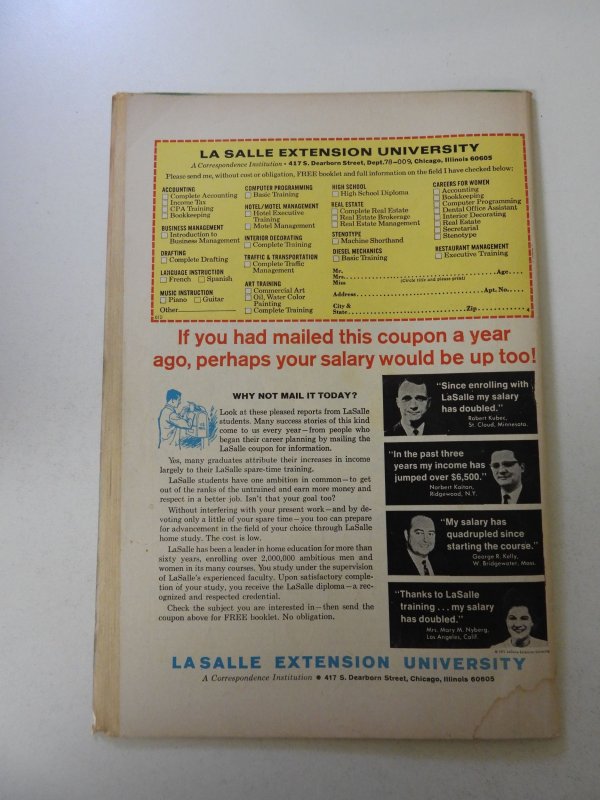 LA SALLE EXTENSION UNIVERSITY
A Correspondence Institution • 417 S. Dearborn Street, Dept. 78-009, Chicago, Illinois 60605
Please send me, without cost or obligation, FREE booklet and full information on the field I have checked below;
ACCOUNTING
Complete Accounting
Income Tax
CPA Training
Bookkeeping
BUSINESS MANAGEMENT
Introduction to
Business Management
DRAFTING
Complete Drafting
LANGUAGE INSTRUCTION
French Spanish
MUSIC INSTRUCTION
Piano Guitar
Other
COMPUTER PROGRAMMING
Basic Training
HOTEL/MOTEL MANAGEMENT
Hotel Executive
Training
Motel Management
INTERIOR DECORATING
Complete Training
TRAFFIC & TRANSPORTATION
Complete Traffic
Management
ART TRAINING
Commercial Art
Oil, Water Color
Painting
Complete Training
HIGH SCHOOL
High School Diploma
REAL ESTATE
Complete Real Estate
Real Estate Brokerage
Real Estate Management
STENOTYPE
Machine Shorthand
DIESEL MECHANICS
Basic Training
CAREERS FOR WOMEN
Accounting
Bookkeeping
Computer Programming
Dental Office Assistant
Interior Decorating
Real Estate
Secretarial
Stenotype
RESTAURANT MANAGEMENT
Executive Training
Mr.
Mrs. Age
Miss (Circle title and please print)
Address Apt. No.
City &
State Zip
If you had mailed this coupon a year
ago, perhaps your salary would be up too!
WHY NOT MAIL IT TODAY?
Look at these pleased reports from LaSalle
students. Many success stories of this kind
come to us every year—from people who
began their career planning by mailing the
LaSalle coupon for information.
Yes, many graduates attribute their increases in income
largely to their LaSalle spare-time training.
LaSalle students have one ambition in common—to get
out of the ranks of the untrained and earn more money and
respect in a better job. Isn't that your goal too?
Without interfering with your present work—and by de-
voting only a little of your spare time—you too can prepare
for advancement in the field of your choice through LaSalle
home study. The cost is low.
LaSalle has been a leader in home education for more than
sixty years, enrolling over 2,000,000 ambitious men and
women in its many courses. You study under the supervision
of LaSalle's experienced faculty. Upon satisfactory comple-
tion of your study, you receive the LaSalle diploma—a rec-
ognized and respected credential.
Check the subject you are interested in—then send the
coupon above for FREE booklet. No obligation.
"Since enrolling with
LaSalle my salary
has doubled."
Robert Kubec,
St. Cloud, Minnesota.
"In the past three
years my income has
jumped over $6,500."
Norbert Kaiton,
Ridgewood, N.Y.
"My salary has
quadrupled since
starting the course."
George R. Kelly,
W. Bridgewater, Mass.
"Thanks to LaSalle
training . . . my salary
has doubled."
Mrs. Mary M. Nyberg,
Los Angeles, Calif.
LA SALLE EXTENSION UNIVERSITY
A Correspondence Institution • 417 S. Dearborn Street, Chicago, Illinois 60605